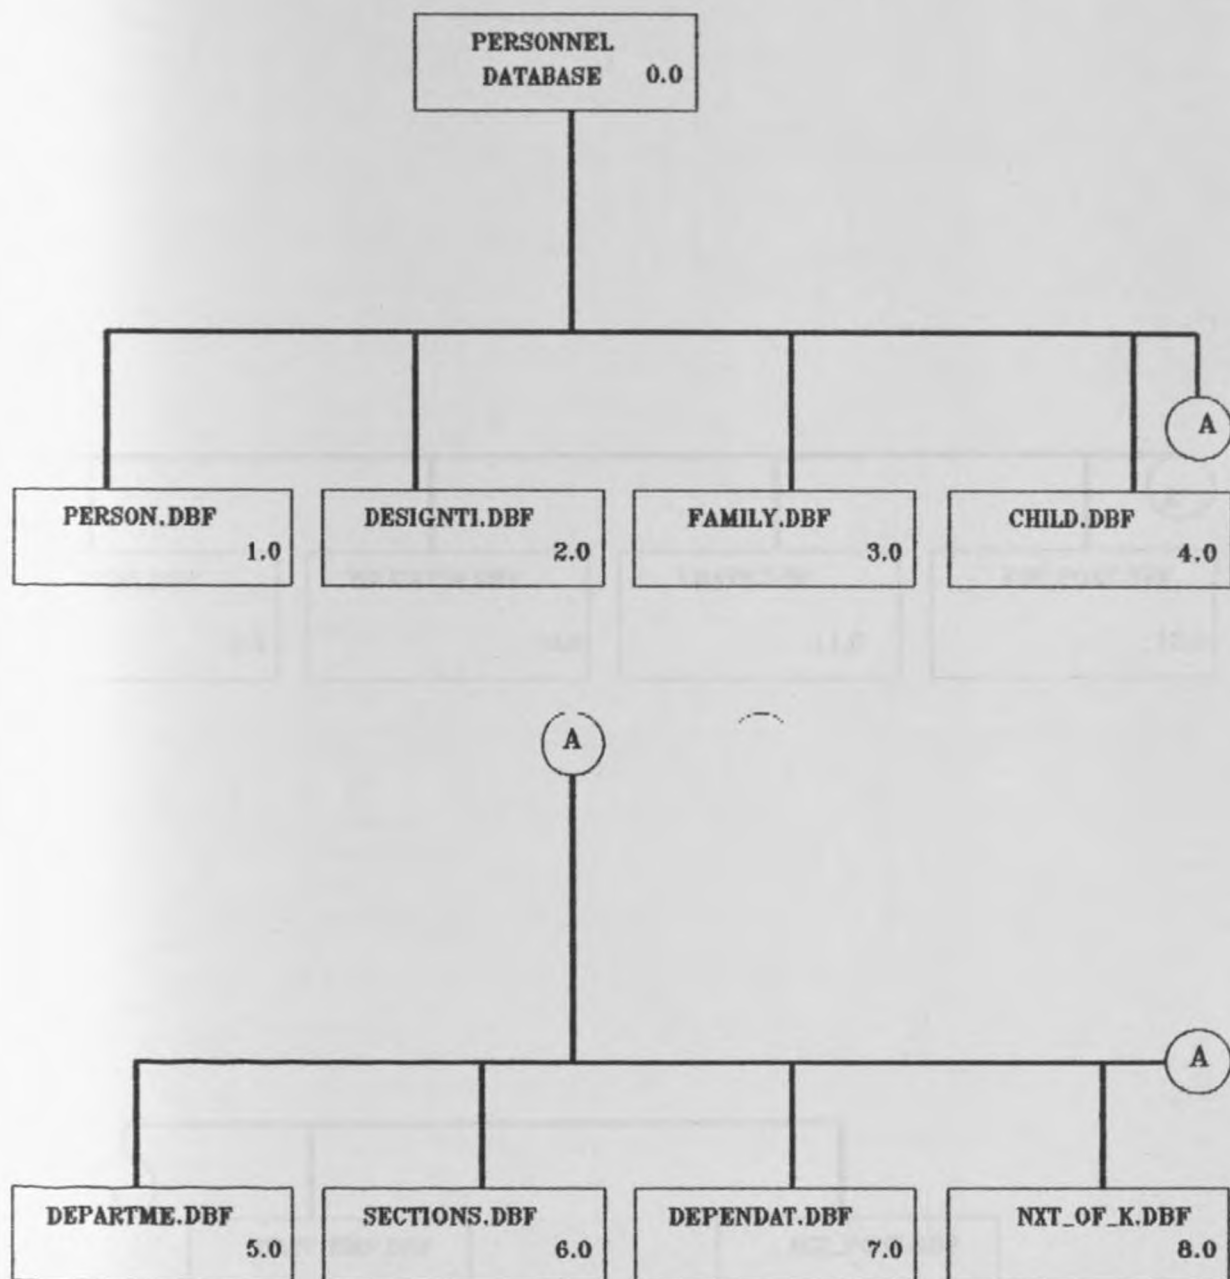 PERSONNEL
DATABASE 0.0
A
PERSON.DBF
1.0
DESIGNTI.DBF
2.0
FAMILY.DBF
3.0
CHILD.DBF
4.0
A
A
DEPARTME.DBF
5.0
SECTIONS.DBF
6.0
DEPENDAT.DBF
7.0
NXT_OF_K.DBF
8.0